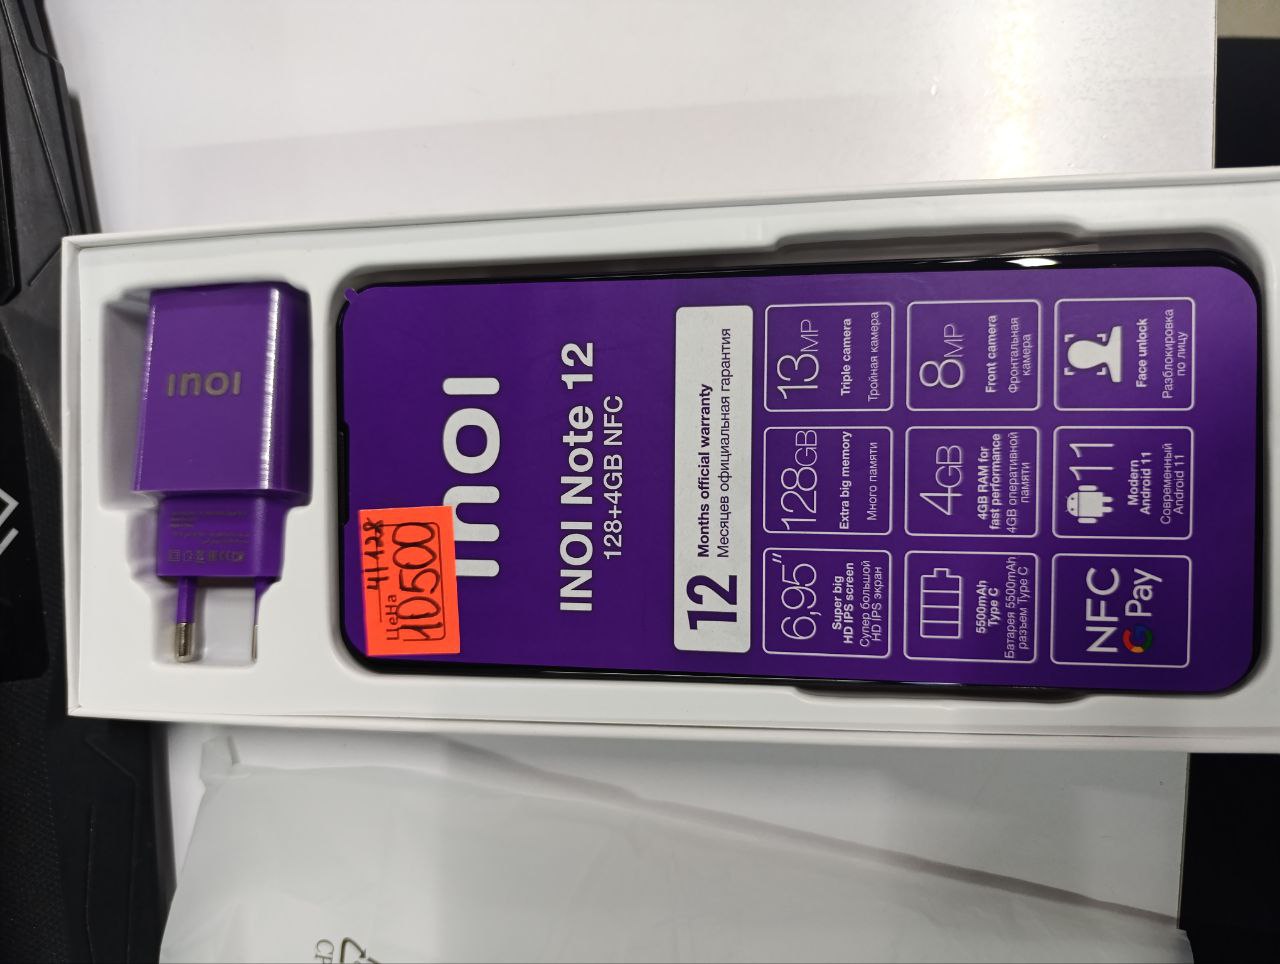 inoi
4+128
Цена
10500
inoi
INOI Note 12
128+4GB NFC
12 Months official warranty
Месяцев официальная гарантия
6,95"
Super big
HD IPS screen
Супер большой
HD IPS экран
128GB
Extra big memory
Много памяти
13MP
Triple camera
Тройная камера
5500mAh
Type C
Батарея 5500mAh
разъем Type C
4GB
4GB RAM for
fast performance
4GB оперативной
памяти
8MP
Front camera
Фронтальная
камера
NFC
G Pay
11
Modern
Android 11
Современный
Android 11
Face unlock
Разблокировка
по лицу